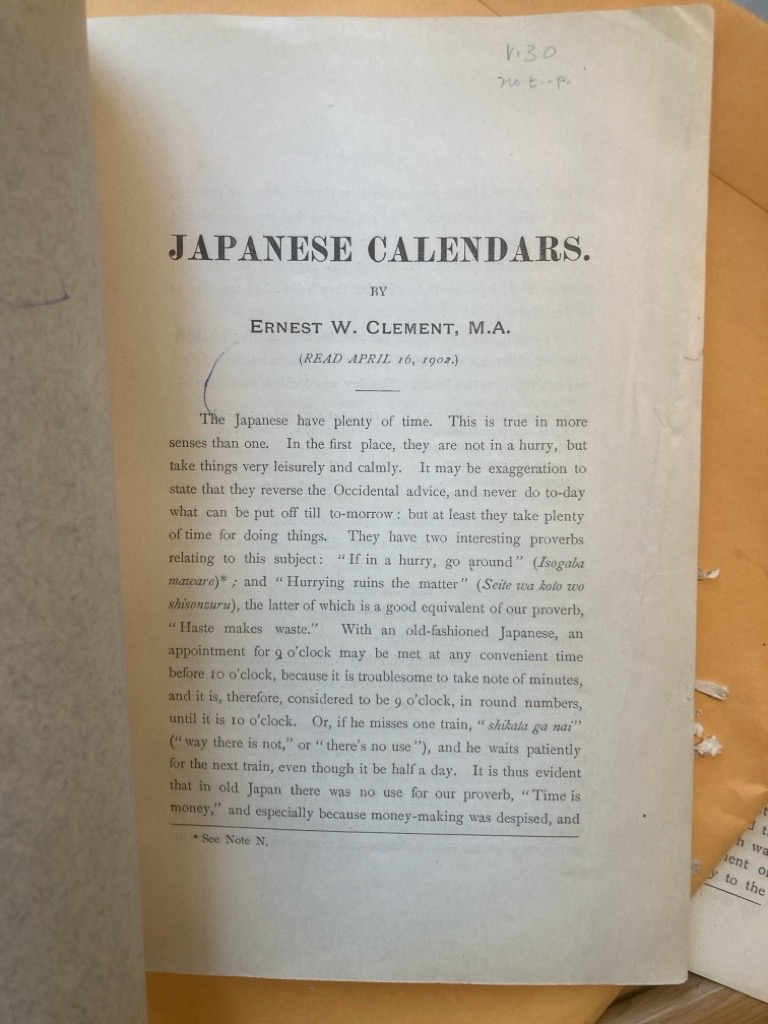 v.30
no t.-p.
JAPANESE CALENDARS.
BY
ERNEST W. CLEMENT, M.A.
(READ APRIL 16, 1902.)
The Japanese have plenty of time. This is true in more
senses than one. In the first place, they are not in a hurry, but
take things very leisurely and calmly. It may be exaggeration to
state that they reverse the Occidental advice, and never do to-day
what can be put off till to-morrow : but at least they take plenty
of time for doing things. They have two interesting proverbs
relating to this subject : “ If in a hurry, go around ” (Isogaba
maware)* ; and “ Hurrying ruins the matter ” (Seite wa koto wo
shisonzuru), the latter of which is a good equivalent of our proverb,
“ Haste makes waste.” With an old-fashioned Japanese, an
appointment for 9 o’clock may be met at any convenient time
before 10 o’clock, because it is troublesome to take note of minutes,
and it is, therefore, considered to be 9 o’clock, in round numbers,
until it is 10 o’clock. Or, if he misses one train, “ shikata ga nai ”
(“ way there is not,” or “ there’s no use ”), and he waits patiently
for the next train, even though it be half a day. It is thus evident
that in old Japan there was no use for our proverb, “ Time is
money,” and especially because money-making was despised, and
* See Note N.
to the